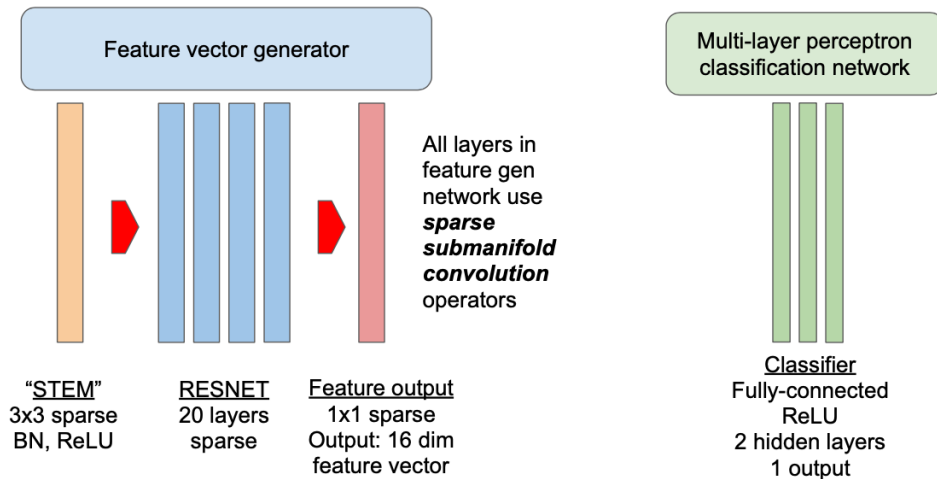 Feature vector generator
Multi-layer perceptron
classification network
All layers in
feature gen
network use
sparse
submanifold
convolution
operators
“STEM”
3x3 sparse
BN, ReLU
RESNET
20 layers
sparse
Feature output
1x1 sparse
Output: 16 dim
feature vector
Classifier
Fully-connected
ReLU
2 hidden layers
1 output